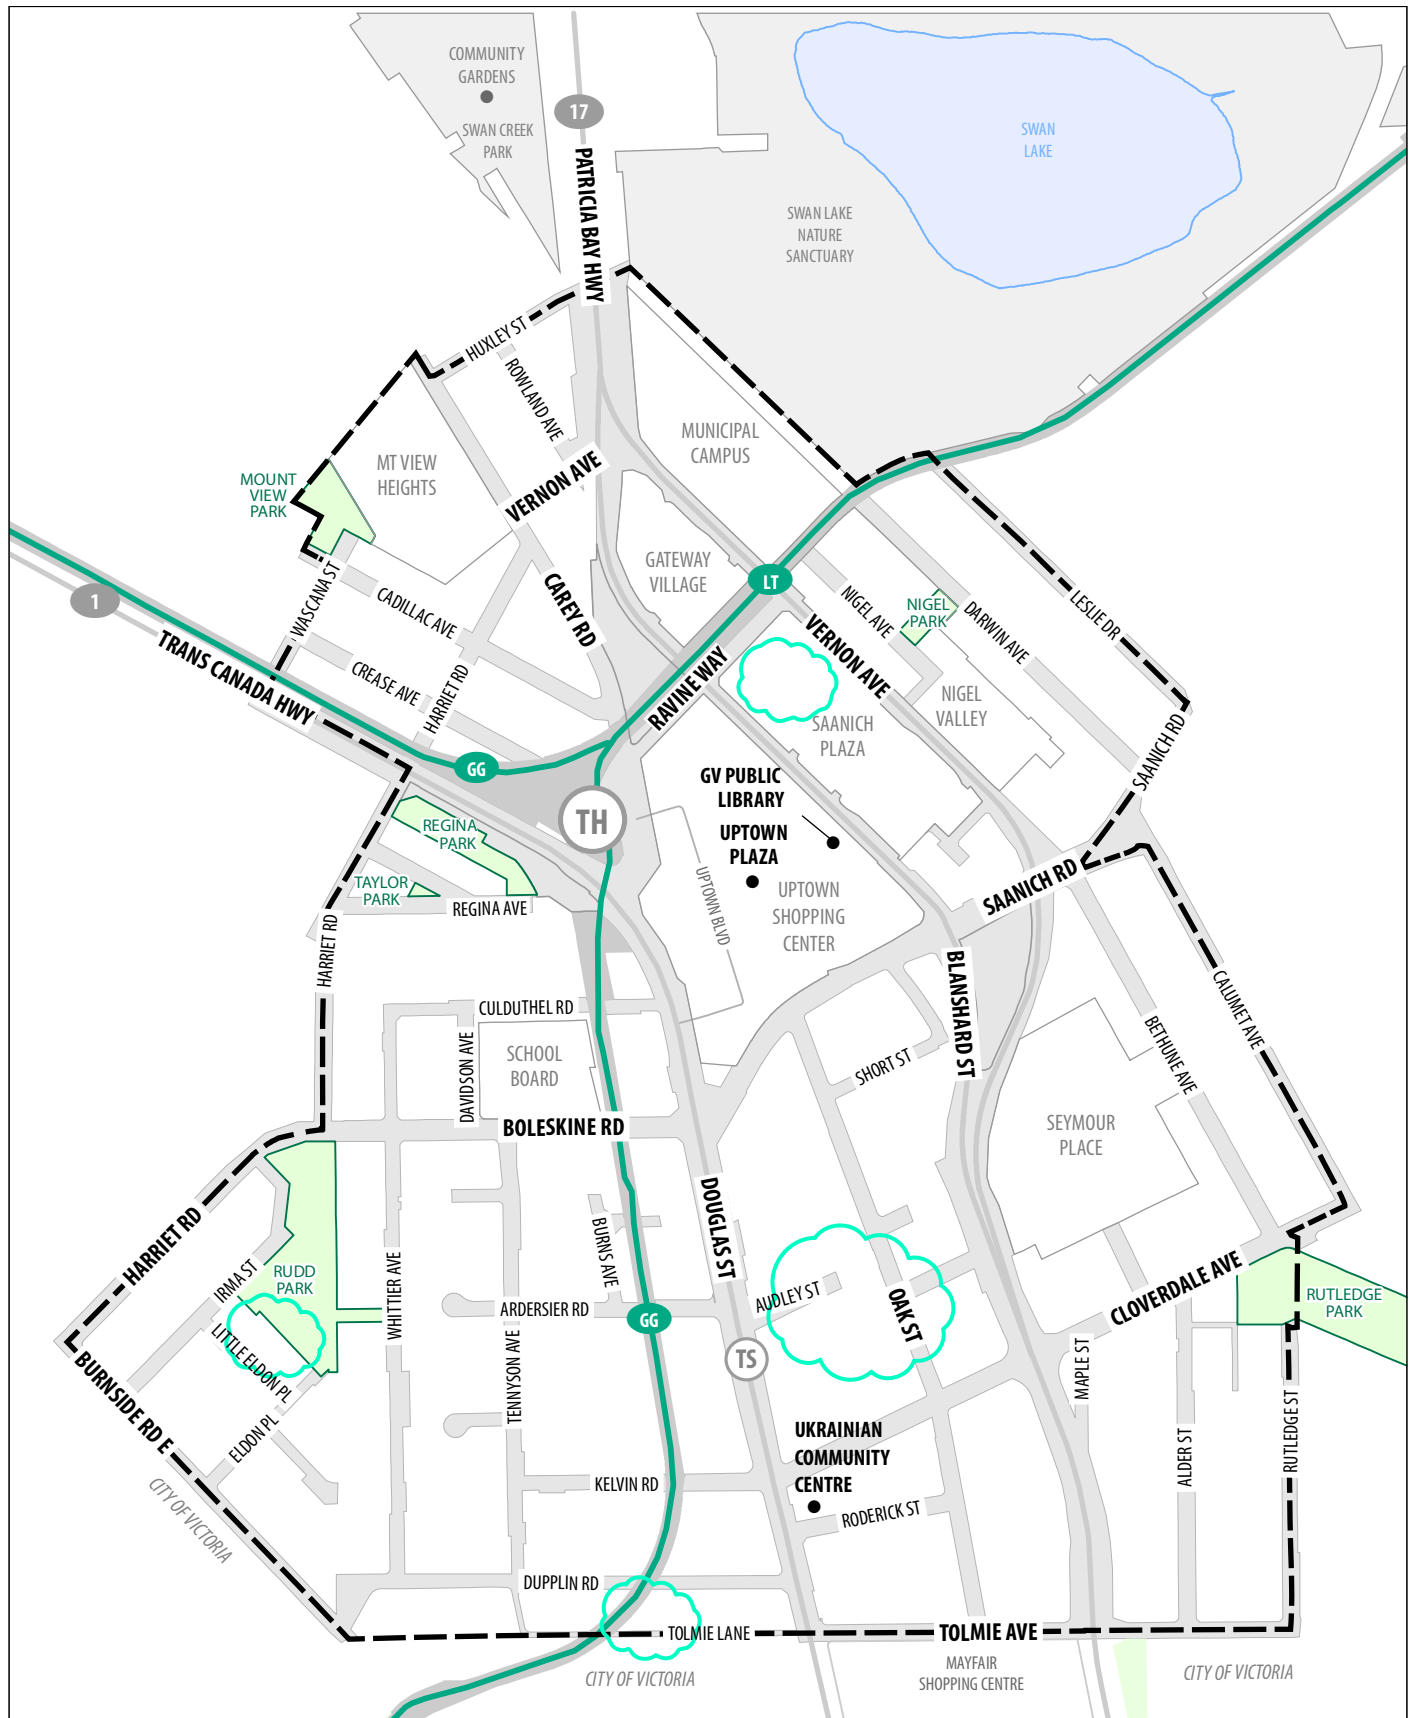 COMMUNITY
GARDENS
17
SWAN CREEK
PARK
SWAN
LAKE
PATRICIA BAY HWY
SWAN LAKE
NATURE
SANCTUARY
HUXLEY ST
ROWLAND AVE
MUNICIPAL
CAMPUS
MT VIEW
HEIGHTS
VERNON AVE
MOUNT
VIEW
PARK
GATEWAY
VILLAGE
LT
1
WASCANA ST
CADILLAC AVE
CAREY RD
NIGEL AVE
NIGEL
PARK
DARWIN AVE
LESLIE DR
TRANS CANADA HWY
CREASE AVE
HARRIET RD
RAVINE WAY
VERNON AVE
NIGEL
VALLEY
SAANICH
PLAZA
SAANICH RD
GG
GV PUBLIC
LIBRARY
TH
REGINA
PARK
UPTOWN
PLAZA
TAYLOR
PARK
UPTOWN BLVD
UPTOWN
SHOPPING
CENTER
SAANICH RD
REGINA AVE
HARRIET RD
BLANSHARD ST
CALUMET AVE
CULDUTHEL RD
DAVIDSON AVE
SCHOOL
BOARD
SHORT ST
BETHUNE AVE
BOLESKINE RD
SEYMOUR
PLACE
HARRIET RD
DOUGLAS ST
BURNS AVE
IRMA ST
RUDD
PARK
WHITTIER AVE
ARDERSIER RD
GG
AUDLEY ST
OAK ST
CLOVERDALE AVE
RUTLEDGE
PARK
LITTLE ELDON PL
TENNYSON AVE
TS
MAPLE ST
BURNSIDE RD E
ELDON PL
UKRAINIAN
COMMUNITY
CENTRE
ALDER ST
RUTLEDGE ST
KELVIN RD
RODERICK ST
CITY OF VICTORIA
DUPPLIN RD
TOLMIE LANE
TOLMIE AVE
CITY OF VICTORIA
MAYFAIR
SHOPPING CENTRE
CITY OF VICTORIA